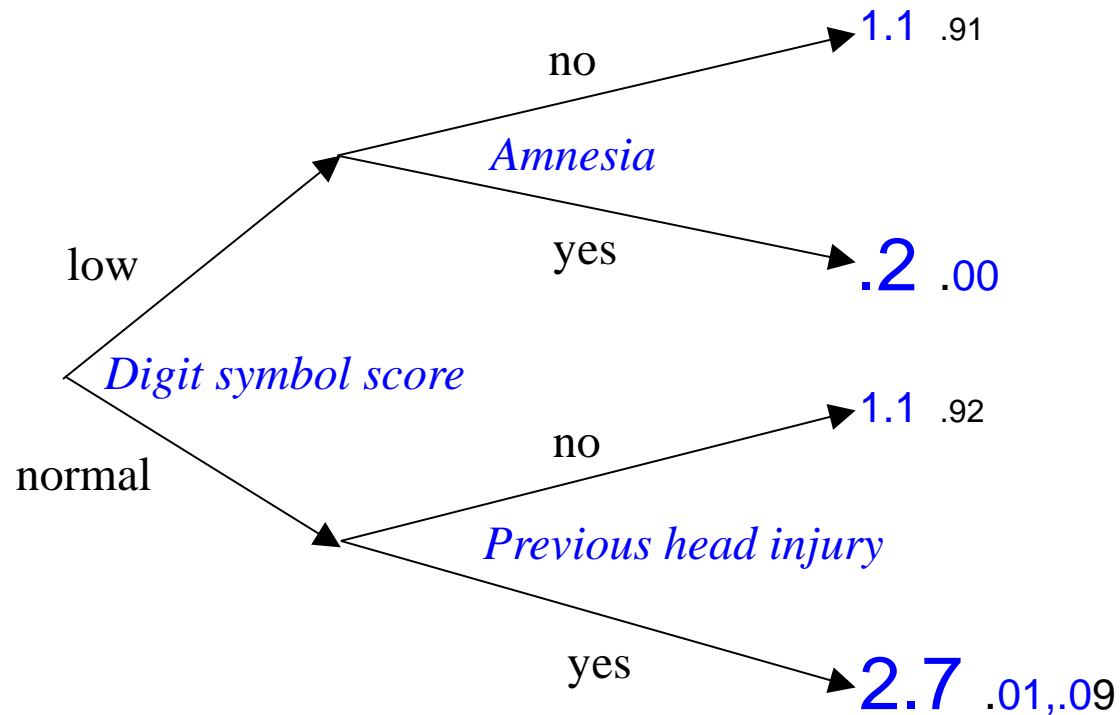 1.1 .91
no
Amnesia
yes
.2 .00
low
Digit symbol score
1.1 .92
no
normal
Previous head injury
yes
2.7 .01,.09